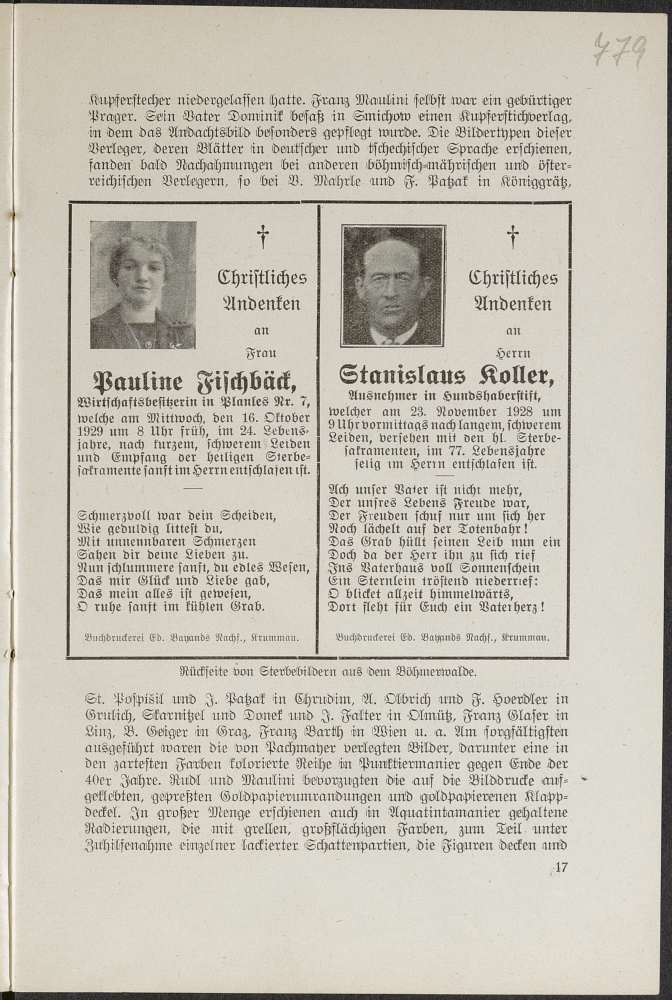 779
Kupferstecher niedergelassen hatte. Franz Maulini selbst war ein gebürtiger
Prager. Sein Vater Dominik besaß in Smichow einen Kupferstichverlag,
in dem das Andachtsbild besonders gepflegt wurde. Die Bildertypen dieser
Verleger, deren Blätter in deutscher und tschechischer Sprache erschienen,
fanden bald Nachahmungen bei anderen böhmisch-mährischen und öster-
reichischen Verlegern, so bei V. Mahrle und F. Patzak in Königgrätz,
†
Christliches
Andenken
an
Frau
Pauline Fischbäck,
Wirtschaftsbesitzerin in Planles Nr. 7,
welche am Mittwoch, den 16. Oktober
1929 um 8 Uhr früh, im 24. Lebens-
jahre, nach kurzem, schwerem Leiden
und Empfang der heiligen Sterbe-
sakramente sanft im Herrn entschlafen ist.
Schmerzvoll war dein Scheiden,
Wie geduldig littest du,
Mit unnennbaren Schmerzen
Sahen dir deine Lieben zu.
Nun schlummere sanft, du edles Wesen,
Das mir Glück und Liebe gab,
Das mein alles ist gewesen,
O ruhe sanft im kühlen Grab.
Buchdruckerei Ed. Bayands Nachf., Krummau.
†
Christliches
Andenken
an
Herrn
Stanislaus Koller,
Ausnehmer in Hundshaberstift,
welcher am 23. November 1928 um
9 Uhr vormittags nach langem, schwerem
Leiden, versehen mit den hl. Sterbe-
sakramenten, im 77. Lebensjahre
selig im Herrn entschlafen ist.
Ach unser Vater ist nicht mehr,
Der unsres Lebens Freude war,
Der Freuden schuf nur um sich her
Noch lächelt auf der Totenbahr!
Das Grab hüllt seinen Leib nun ein
Doch da der Herr ihn zu sich rief
Ins Vaterhaus voll Sonnenschein
Ein Sternlein tröstend niederrief:
O blicket allzeit himmelwärts,
Dort fleht für Euch ein Vaterherz!
Buchdruckerei Ed. Bayands Nachf., Krummau.
Rückseite von Sterbebildern aus dem Böhmerwalde.
St. Pospišil und J. Patzak in Chrudim, A. Olbrich und F. Hoerdler in
Grulich, Skarnitzel und Donek und J. Falter in Olmütz, Franz Glaser in
Linz, B. Geiger in Graz, Franz Barth in Wien u. a. Am sorgfältigsten
ausgeführt waren die von Pachmayer verlegten Bilder, darunter eine in
den zartesten Farben kolorierte Reihe in Punktiermanier gegen Ende der
40er Jahre. Rudl und Maulini bevorzugten die auf die Bilddrucke auf-
geklebten, gepreßten Goldpapierumrandungen und goldpapierenen Klapp-
deckel. In großer Menge erschienen auch in Aquatintamanier gehaltene
Radierungen, die mit grellen, großflächigen Farben, zum Teil unter
Zuhilfenahme einzelner lackierter Schattenpartien, die Figuren decken und
17